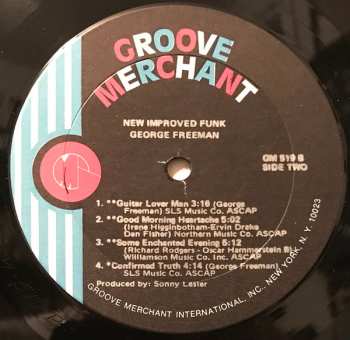 GROOVE
MERCHANT
NEW IMPROVED FUNK
GEORGE FREEMAN
GM 519 B
SIDE TWO
1. **Guitar Lover Man 3:16 (George
Freeman) SLS Music Co. ASCAP
2. **Good Morning Heartache 5:02
(Irene Higginbotham-Ervin Drake
Dan Fisher) Northern Music Co. ASCAP
3. **Some Enchanted Evening 5:12
(Richard Rodgers - Oscar Hammerstein II)
Williamson Music Co. Inc. ASCAP
4. *Confirmed Truth 4:14 (George Freeman)
SLS Music Co. ASCAP
Produced by: Sonny Lester
GROOVE MERCHANT INTERNATIONAL, INC., NEW YORK, N.Y. 10023